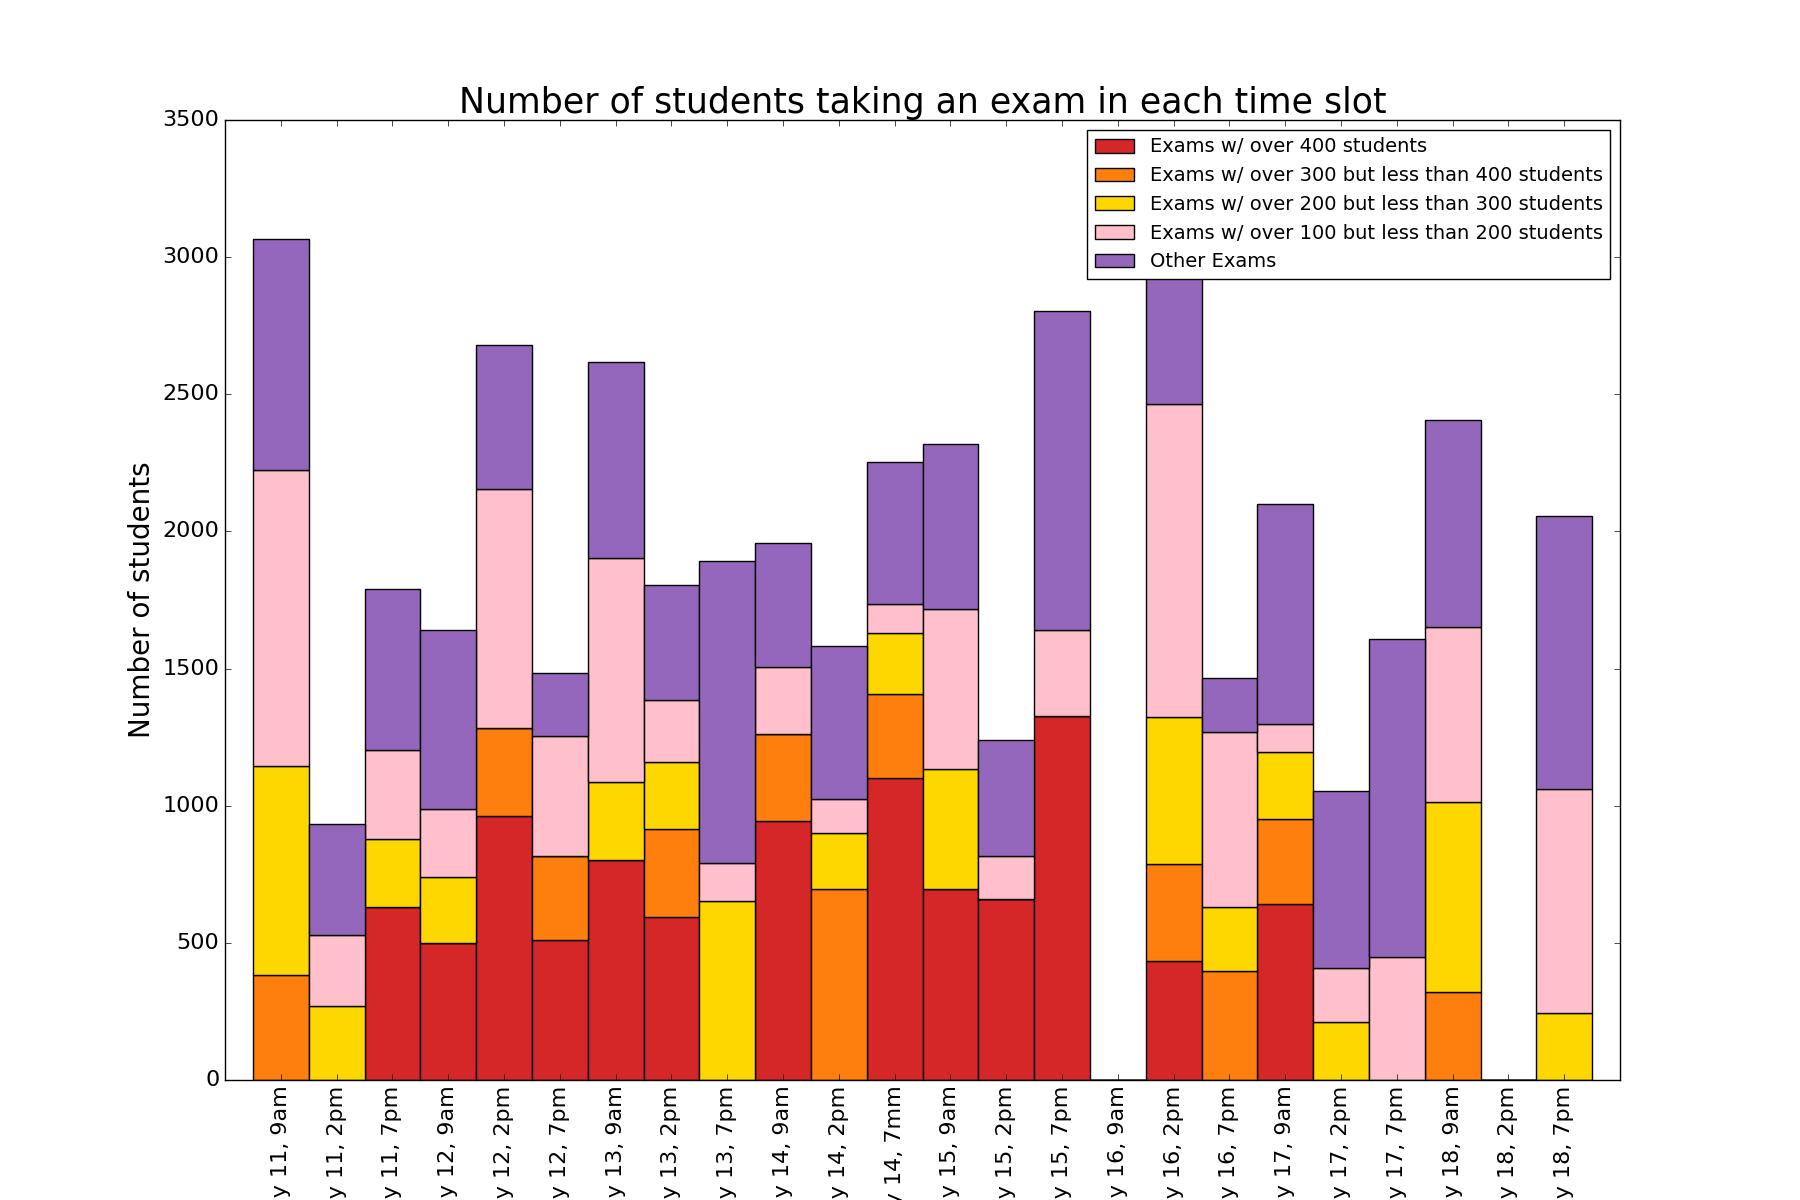 Number of students taking an exam in each time slot
Exams w/ over 400 students
Exams w/ over 300 but less than 400 students
Exams w/ over 200 but less than 300 students
Exams w/ over 100 but less than 200 students
Other Exams
Number of students
3500
3000
2500
2000
1500
1000
500
0
y 11, 9am
y 11, 2pm
y 11, 7pm
y 12, 9am
y 12, 2pm
y 12, 7pm
y 13, 9am
y 13, 2pm
y 13, 7pm
y 14, 9am
y 14, 2pm
y 14, 7mm
y 15, 9am
y 15, 2pm
y 15, 7pm
y 16, 9am
y 16, 2pm
y 16, 7pm
y 17, 9am
y 17, 2pm
y 17, 7pm
y 18, 9am
y 18, 2pm
y 18, 7pm